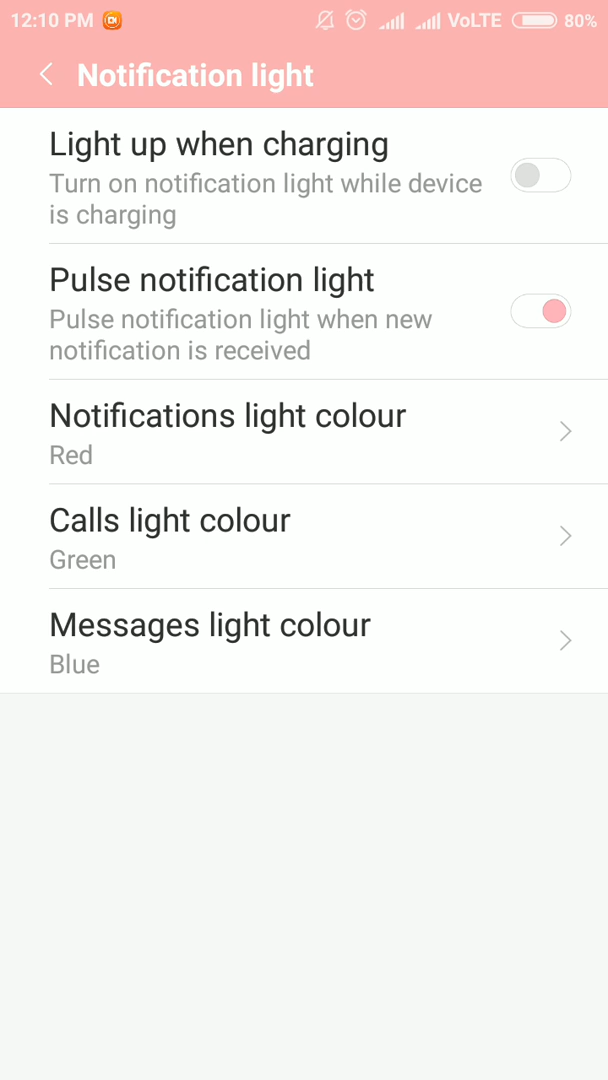 12:10 PM VoLTE 80%
Notification light
Light up when charging
Turn on notification light while device
is charging
Pulse notification light
Pulse notification light when new
notification is received
Notifications light colour
Red
Calls light colour
Green
Messages light colour
Blue